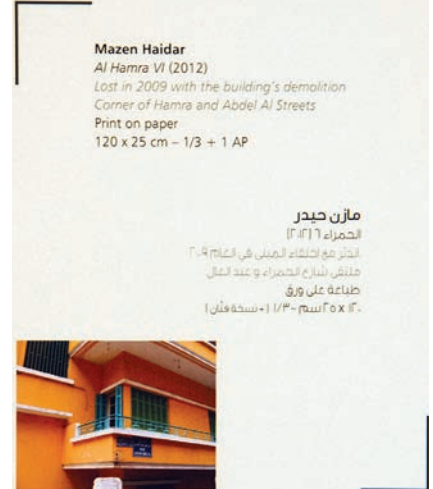 Mazen Haidar
Al Hamra VI (2012)
Lost in 2009 with the building's demolition
Corner of Hamra and Abdel Al Streets
Print on paper
120 x 25 cm – 1/3 + 1 AP
مازن حيدر
الحمراء ٦ (٢٠١٢)
اندثر مع اختفاء المبنى في العام ٢٠٠٩
ملتقى شارع الحمراء و عبد العال
طباعة على ورق
١٢٠ x ٢٥ سم – ١/٣ (+ نسخة فنّان)